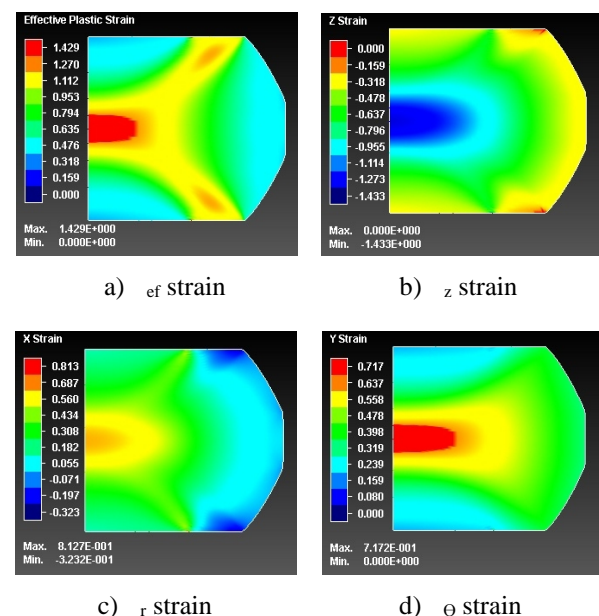 Effective Plastic Strain
1.429
1.270
1.112
0.953
0.794
0.635
0.476
0.318
0.159
0.000
Max. 1.429E+000
Min. 0.000E+000
a) ef strain
Z Strain
0.000
-0.159
-0.318
-0.478
-0.637
-0.796
-0.955
-1.114
-1.273
-1.433
Max. 0.000E+000
Min. -1.433E+000
b) z strain
X Strain
0.813
0.687
0.560
0.434
0.308
0.182
0.055
-0.071
-0.197
-0.323
Max. 8.127E-001
Min. -3.232E-001
c) r strain
Y Strain
0.717
0.637
0.558
0.478
0.398
0.319
0.239
0.159
0.080
0.000
Max. 7.172E-001
Min. 0.000E+000
d) Θ strain